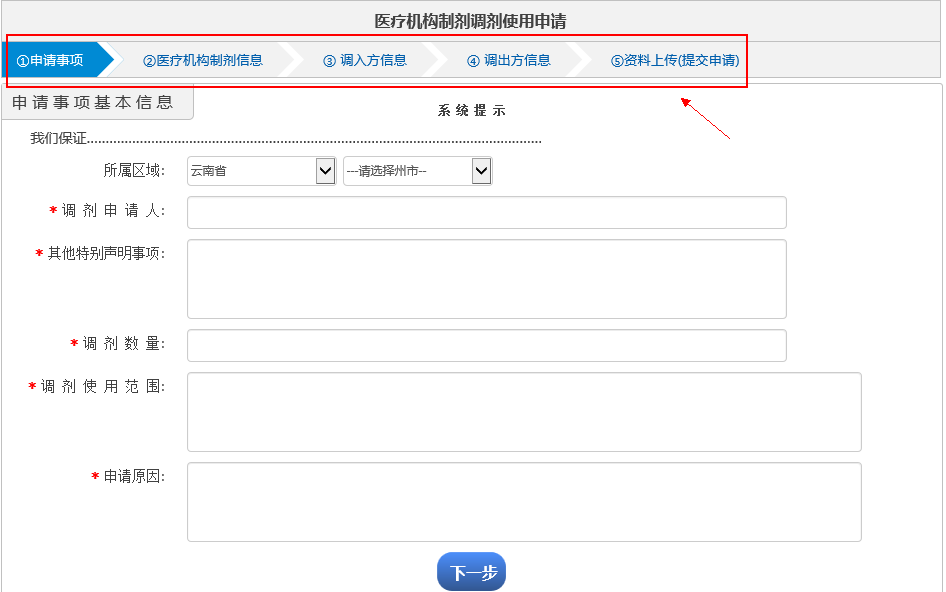 医疗机构制剂调剂使用申请
①申请事项 ②医疗机构制剂信息 ③ 调入方信息 ④ 调出方信息 ⑤资料上传(提交申请)
申请事项基本信息
系统提示
我们保证................................................................................................................
所属区域: 云南省 ---请选择州市--
*调剂申请人:
*其他特别声明事项:
*调剂数量:
*调剂使用范围:
*申请原因:
下一步